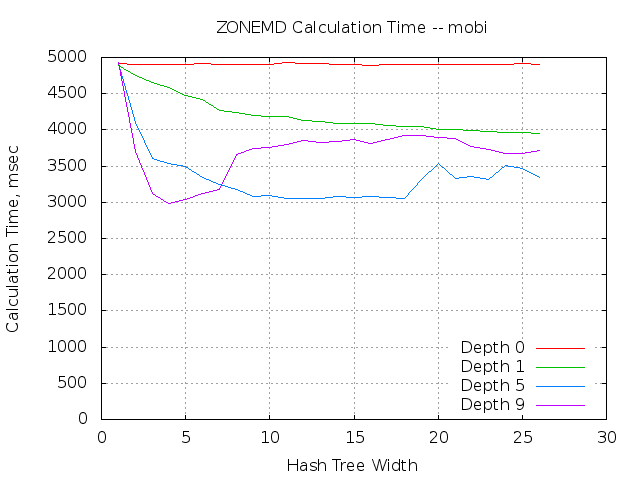 ZONEMD Calculation Time -- mobi
Calculation Time, msec
5000
4500
4000
3500
3000
2500
2000
1500
1000
500
0
0 5 10 15 20 25 30
Hash Tree Width
Depth 0
Depth 1
Depth 5
Depth 9